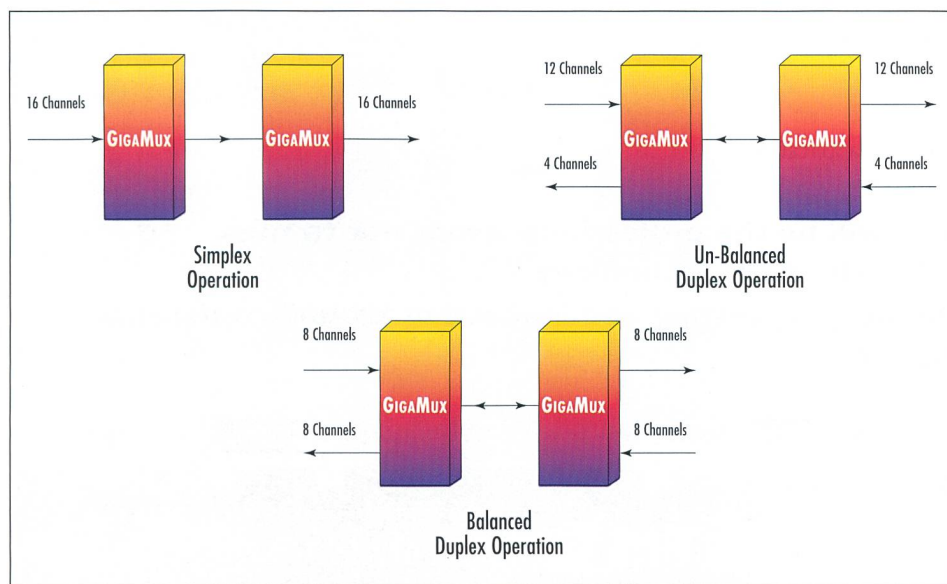 16 Channels
GIGAMUX
GIGAMUX
16 Channels
Simplex
Operation
12 Channels
4 Channels
GIGAMUX
GIGAMUX
12 Channels
4 Channels
Un-Balanced
Duplex Operation
8 Channels
8 Channels
GIGAMUX
GIGAMUX
8 Channels
8 Channels
Balanced
Duplex Operation